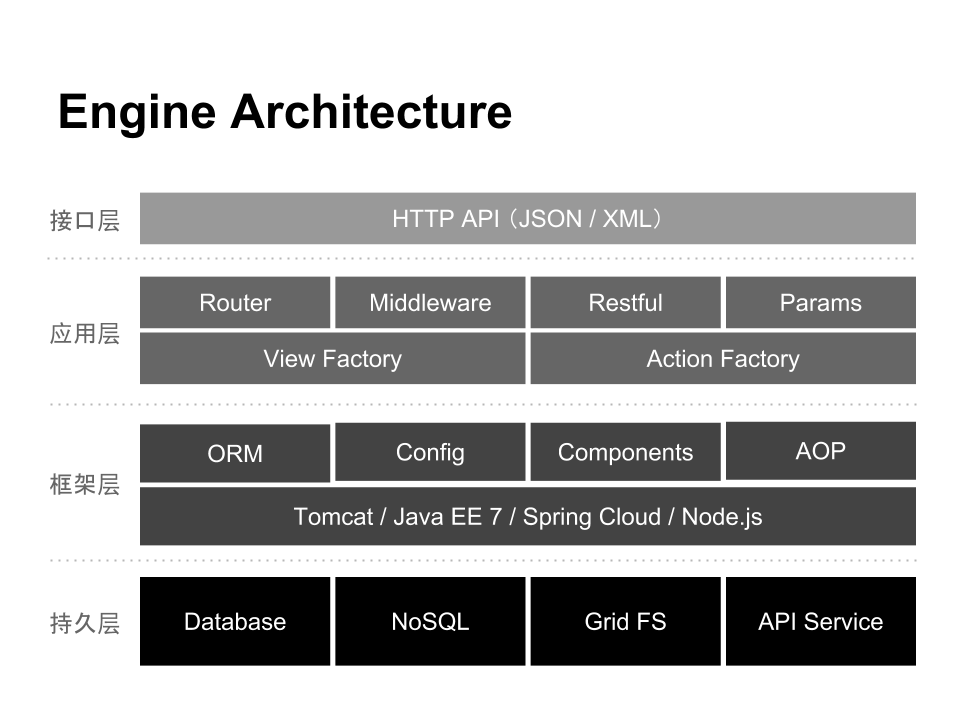 Engine Architecture
接口层
HTTP API（JSON / XML）
应用层
Router
Middleware
Restful
Params
View Factory
Action Factory
框架层
ORM
Config
Components
AOP
Tomcat / Java EE 7 / Spring Cloud / Node.js
持久层
Database
NoSQL
Grid FS
API Service